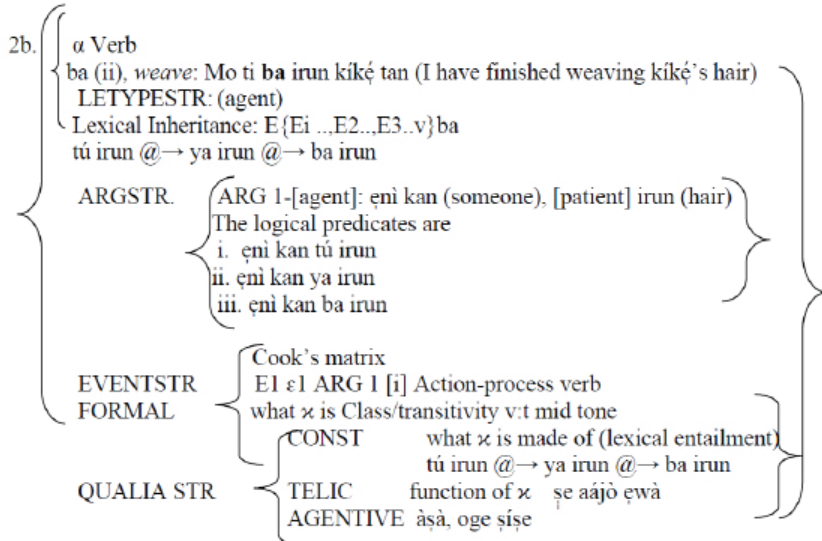 2b. α Verb
ba (ii), weave: Mo ti ba irun kíkẹ́ tan (I have finished weaving kíkẹ́'s hair)
LETYPESTR: (agent)
Lexical Inheritance: E{Ei ..,E2..,E3..v}ba
tú irun @→ ya irun @→ ba irun
ARGSTR. ARG 1-[agent]: ẹnì kan (someone), [patient] irun (hair)
The logical predicates are
i. ẹnì kan tú irun
ii. ẹnì kan ya irun
iii. ẹnì kan ba irun
Cook's matrix
EVENTSTR E1 ε1 ARG 1 [i] Action-process verb
FORMAL what ϰ is Class/transitivity v:t mid tone
CONST what ϰ is made of (lexical entailment)
tú irun @→ ya irun @→ ba irun
QUALIA STR TELIC function of ϰ ṣe aájò ẹwà
AGENTIVE àṣà, oge ṣíṣe